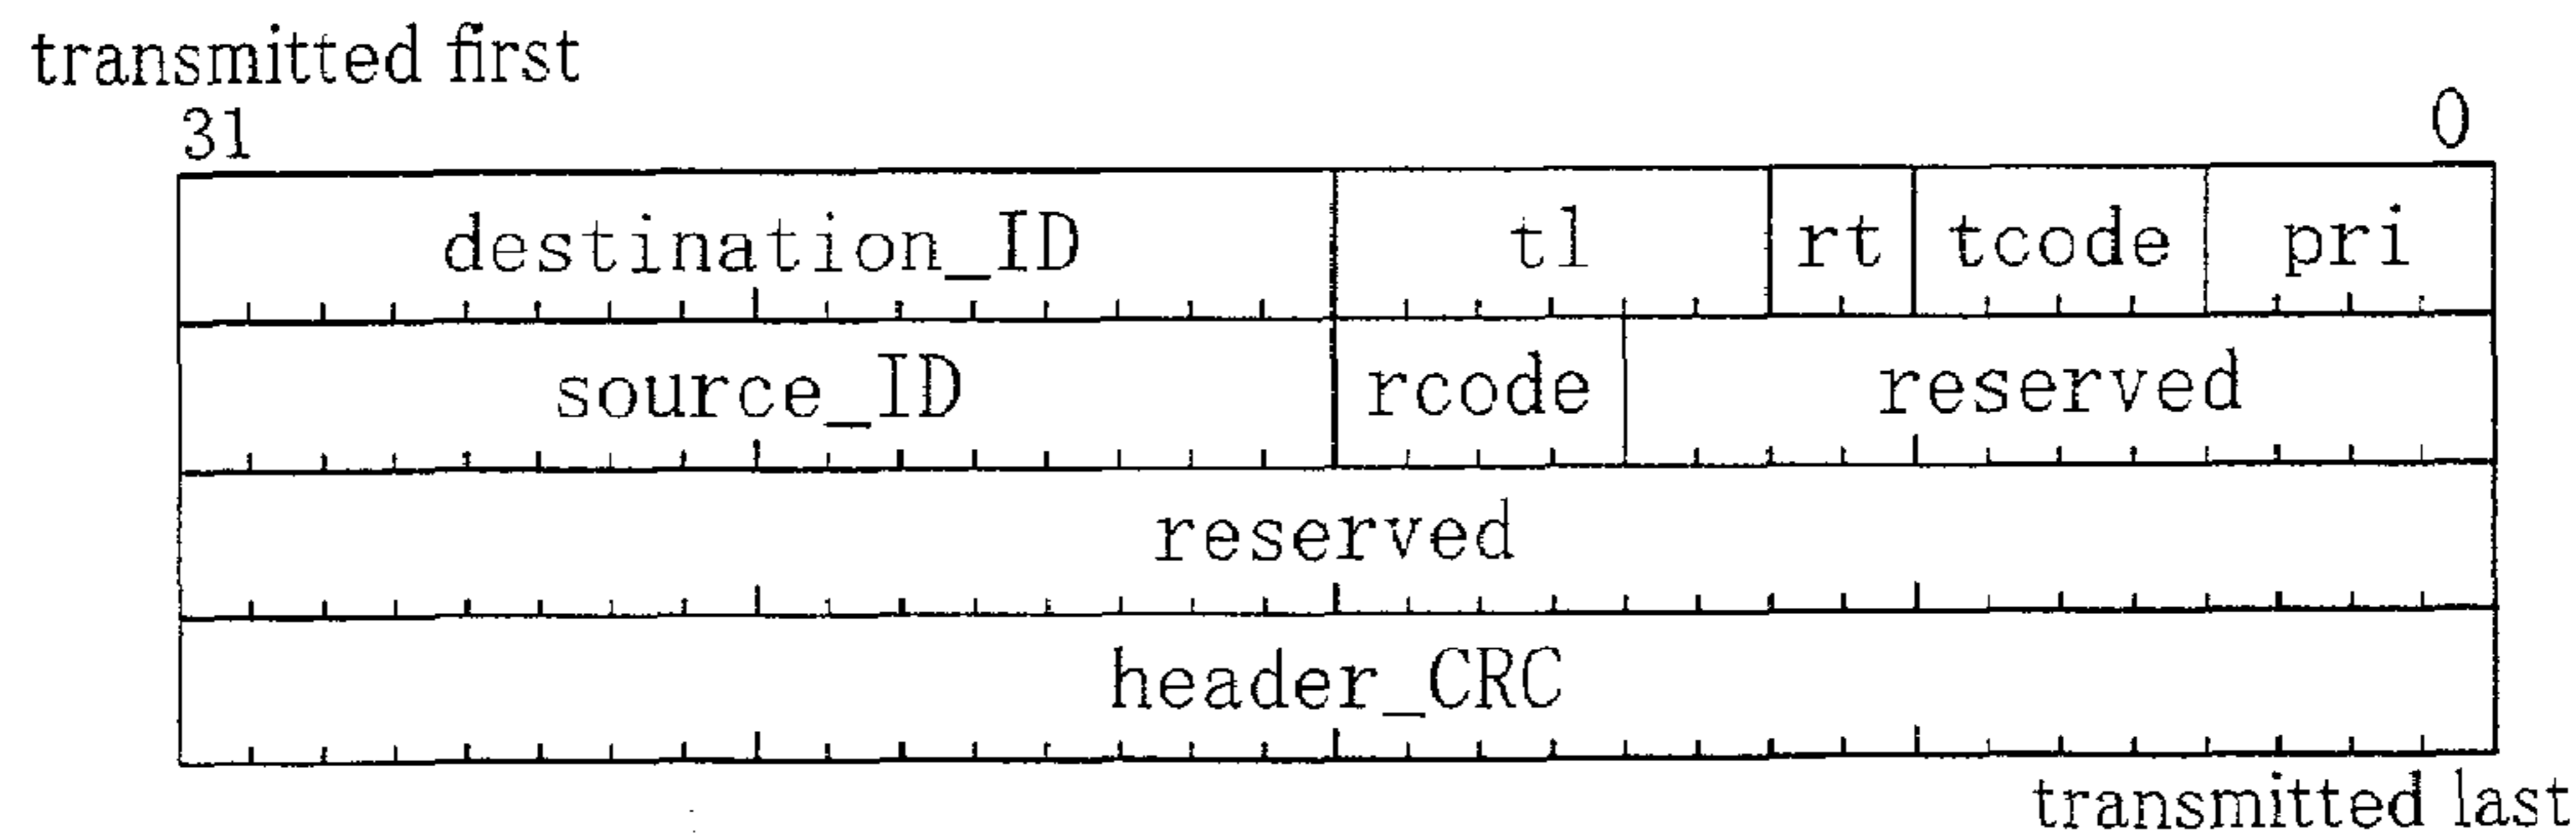 transmitted first
31 0
destination_ID tl rt tcode pri
source_ID rcode reserved
reserved
header_CRC
transmitted last